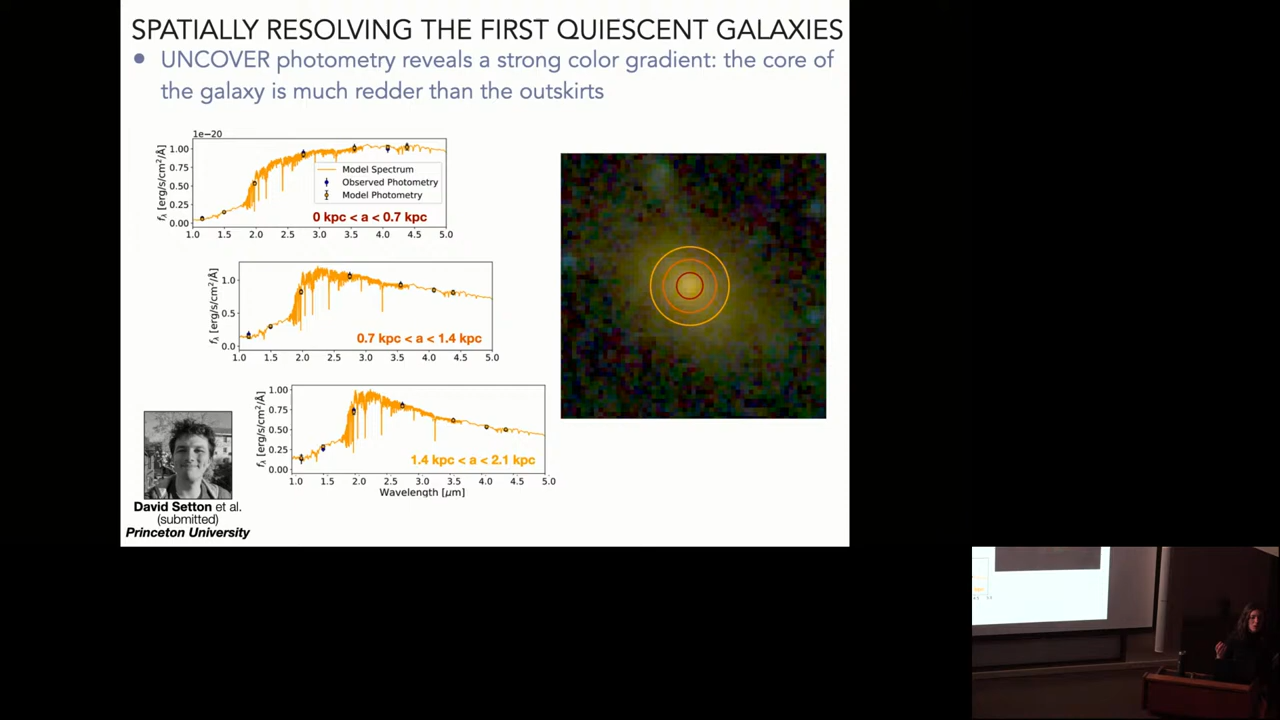 SPATIALLY RESOLVING THE FIRST QUIESCENT GALAXIES
• UNCOVER photometry reveals a strong color gradient: the core of
the galaxy is much redder than the outskirts
1e−20
1.00
0.75
0.50
0.25
0.00
fλ [erg/s/cm²/Å]
Model Spectrum
Observed Photometry
Model Photometry
0 kpc < a < 0.7 kpc
1.0 1.5 2.0 2.5 3.0 3.5 4.0 4.5 5.0
1.0
0.5
0.0
fλ [erg/s/cm²/Å]
0.7 kpc < a < 1.4 kpc
1.0 1.5 2.0 2.5 3.0 3.5 4.0 4.5 5.0
1.00
0.75
0.50
0.25
0.00
fλ [erg/s/cm²/Å]
1.4 kpc < a < 2.1 kpc
1.0 1.5 2.0 2.5 3.0 3.5 4.0 4.5 5.0
Wavelength [μm]
David Setton et al.
(submitted)
Princeton University